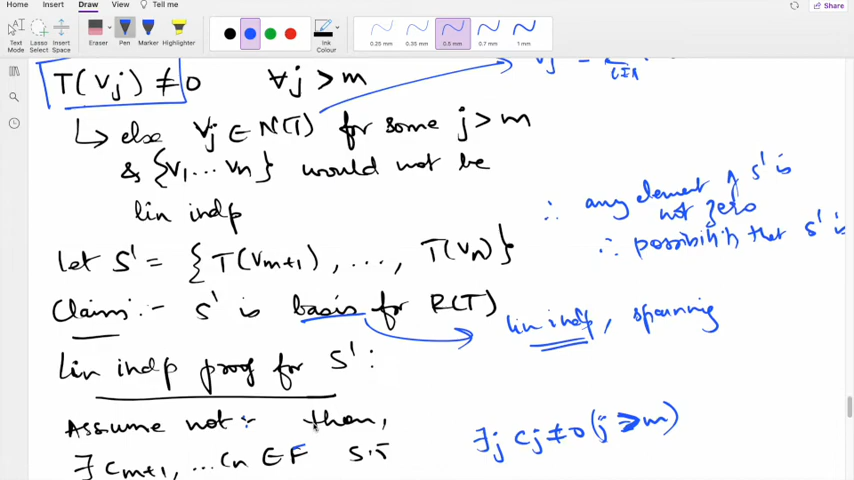 Home Insert Draw View Tell me
Share
Text Mode
Lasso Selection
Insert Space
Eraser
Pen
Marker
Highlighter
Ink Colour
0.25 mm
0.35 mm
0.5 mm
0.7 mm
1 mm
T(Vj) ≠ 0 ∀j > m
↳ else Vj ∈ N(T) for some j > m
& {V1 ... Vn} would not be
lin indp
∴ any element of S' is
not zero
∴ possibility that S' is
let S' = { T(Vm+1), ..., T(Vn)}
Claim:- S' is basis for R(T)
lin indp, spanning
Lin indp proof for S':
Assume not:- then,
∃ Cm+1, ... Cn ∈ F s.t
∃j Cj ≠ 0 (j > m)